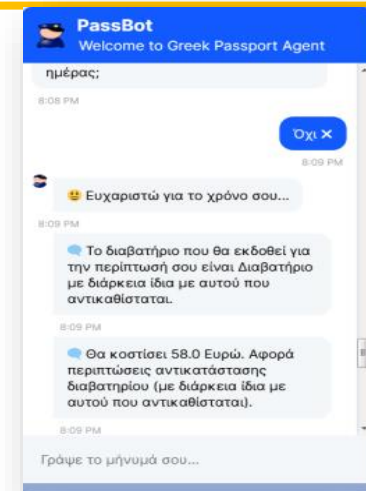 PassBot
Welcome to Greek Passport Agent
ημέρας;
8:08 PM
Όχι ✕
8:09 PM
Ευχαριστώ για το χρόνο σου...
8:09 PM
Το διαβατήριο που θα εκδοθεί για
την περίπτωσή σου είναι Διαβατήριο
με διάρκεια ίδια με αυτού που
αντικαθίσταται.
8:09 PM
Θα κοστίσει 58.0 Ευρώ. Αφορά
περιπτώσεις αντικατάστασης
διαβατηρίου (με διάρκεια ίδια με
αυτού που αντικαθίσταται).
8:09 PM
Γράψε το μήνυμά σου...